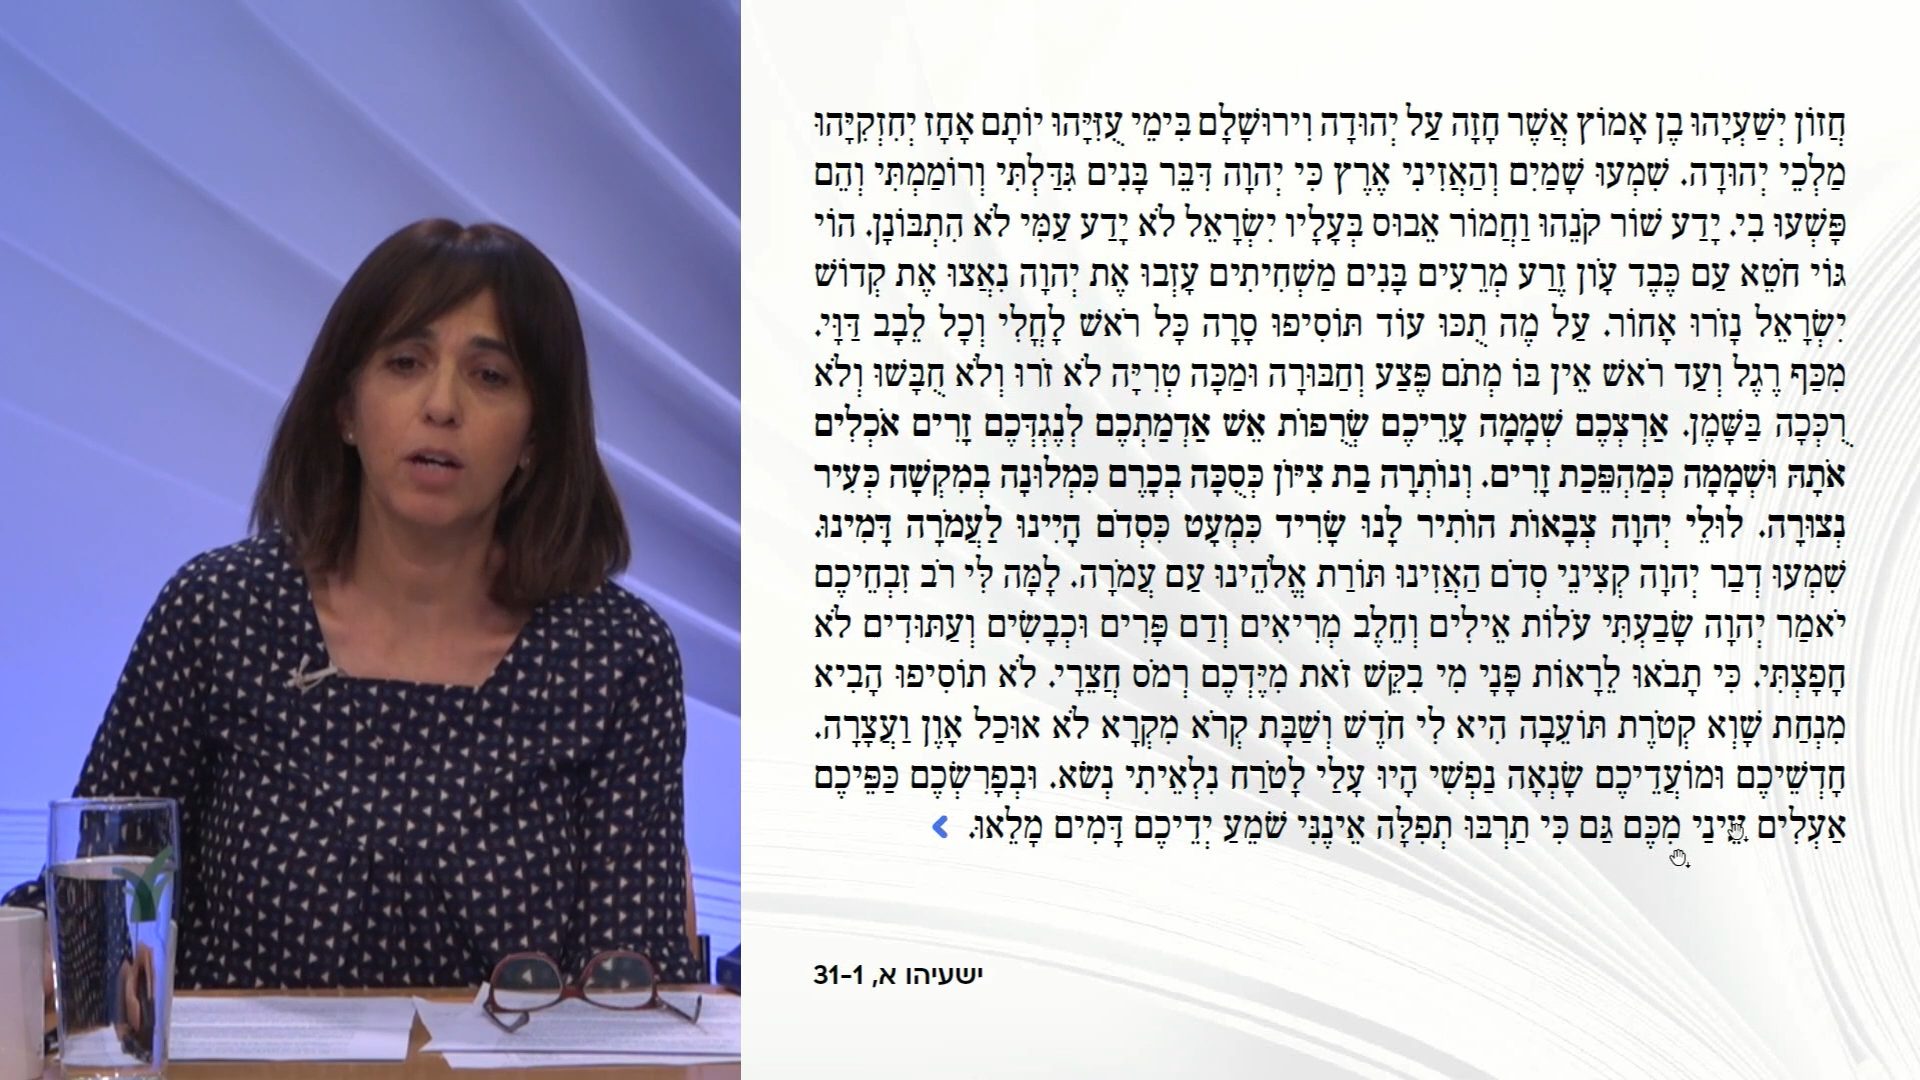 חֲזוֹן יְשַׁעְיָהוּ בֶן אָמוֹץ אֲשֶׁר חָזָה עַל יְהוּדָה וִירוּשָׁלִָם בִּימֵי עֻזִּיָּהוּ יוֹתָם אָחָז יְחִזְקִיָּהוּ
מַלְכֵי יְהוּדָה. שִׁמְעוּ שָׁמַיִם וְהַאֲזִינִי אֶרֶץ כִּי יְהוָה דִּבֵּר בָּנִים גִּדַּלְתִּי וְרוֹמַמְתִּי וְהֵם
פָּשְׁעוּ בִי. יָדַע שׁוֹר קֹנֵהוּ וַחֲמוֹר אֵבוּס בְּעָלָיו יִשְׂרָאֵל לֹא יָדַע עַמִּי לֹא הִתְבּוֹנָן. הוֹי
גּוֹי חֹטֵא עַם כֶּבֶד עָוֹן זֶרַע מְרֵעִים בָּנִים מַשְׁחִיתִים עָזְבוּ אֶת יְהוָה נִאֲצוּ אֶת קְדוֹשׁ
יִשְׂרָאֵל נָזֹרוּ אָחוֹר. עַל מֶה תֻכּוּ עוֹד תּוֹסִיפוּ סָרָה כָּל רֹאשׁ לָחֳלִי וְכָל לֵבָב דַּוָּי.
מִכַּף רֶגֶל וְעַד רֹאשׁ אֵין בּוֹ מְתֹם פֶּצַע וְחַבּוּרָה וּמַכָּה טְרִיָּה לֹא זֹרוּ וְלֹא חֻבָּשׁוּ וְלֹא
רֻכְּכָה בַּשָּׁמֶן. אַרְצְכֶם שְׁמָמָה עָרֵיכֶם שְׂרֻפוֹת אֵשׁ אַדְמַתְכֶם לְנֶגְדְּכֶם זָרִים אֹכְלִים
אֹתָהּ וּשְׁמָמָה כְּמַהְפֵּכַת זָרִים. וְנוֹתְרָה בַת צִיּוֹן כְּסֻכָּה בְכָרֶם כִּמְלוּנָה בְמִקְשָׁה כְּעִיר
נְצוּרָה. לוּלֵי יְהוָה צְבָאוֹת הוֹתִיר לָנוּ שָׂרִיד כִּמְעָט כִּסְדֹם הָיִינוּ לַעֲמֹרָה דָּמִינוּ.
שִׁמְעוּ דְבַר יְהוָה קְצִינֵי סְדֹם הַאֲזִינוּ תּוֹרַת אֱלֹהֵינוּ עַם עֲמֹרָה. לָמָּה לִּי רֹב זִבְחֵיכֶם
יֹאמַר יְהוָה שָׂבַעְתִּי עֹלוֹת אֵילִים וְחֵלֶב מְרִיאִים וְדַם פָּרִים וּכְבָשִׂים וְעַתּוּדִים לֹא
חָפָצְתִּי. כִּי תָבֹאוּ לֵרָאוֹת פָּנָי מִי בִקֵּשׁ זֹאת מִיֶּדְכֶם רְמֹס חֲצֵרָי. לֹא תוֹסִיפוּ הָבִיא
מִנְחַת שָׁוְא קְטֹרֶת תּוֹעֵבָה הִיא לִי חֹדֶשׁ וְשַׁבָּת קְרֹא מִקְרָא לֹא אוּכַל אָוֶן וַעֲצָרָה.
חָדְשֵׁיכֶם וּמוֹעֲדֵיכֶם שָׂנְאָה נַפְשִׁי הָיוּ עָלַי לָטֹרַח נִלְאֵיתִי נְשֹׂא. וּבְפָרִשְׂכֶם כַּפֵּיכֶם
אַעְלִים עֵינַי מִכֶּם גַּם כִּי תַרְבּוּ תְפִלָּה אֵינֶנִּי שֹׁמֵעַ יְדֵיכֶם דָּמִים מָלֵאוּ.
ישעיהו א, 1–31